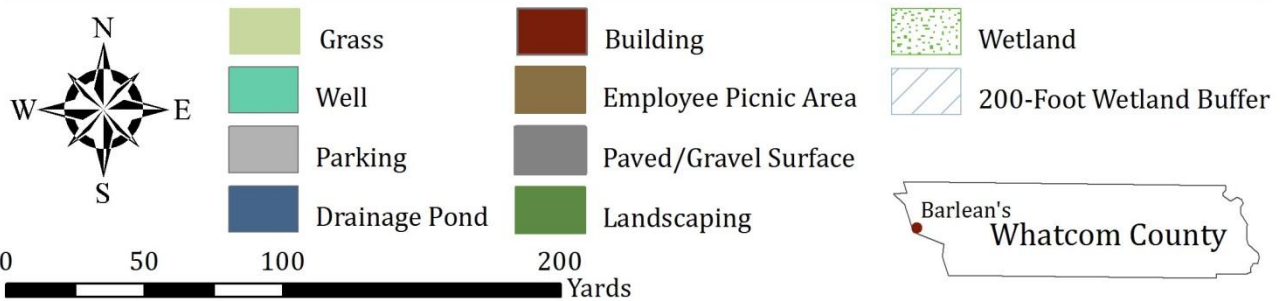 N
W E
S
Grass
Well
Parking
Drainage Pond
Building
Employee Picnic Area
Paved/Gravel Surface
Landscaping
Wetland
200-Foot Wetland Buffer
Barlean's
Whatcom County
0 50 100 200
Yards